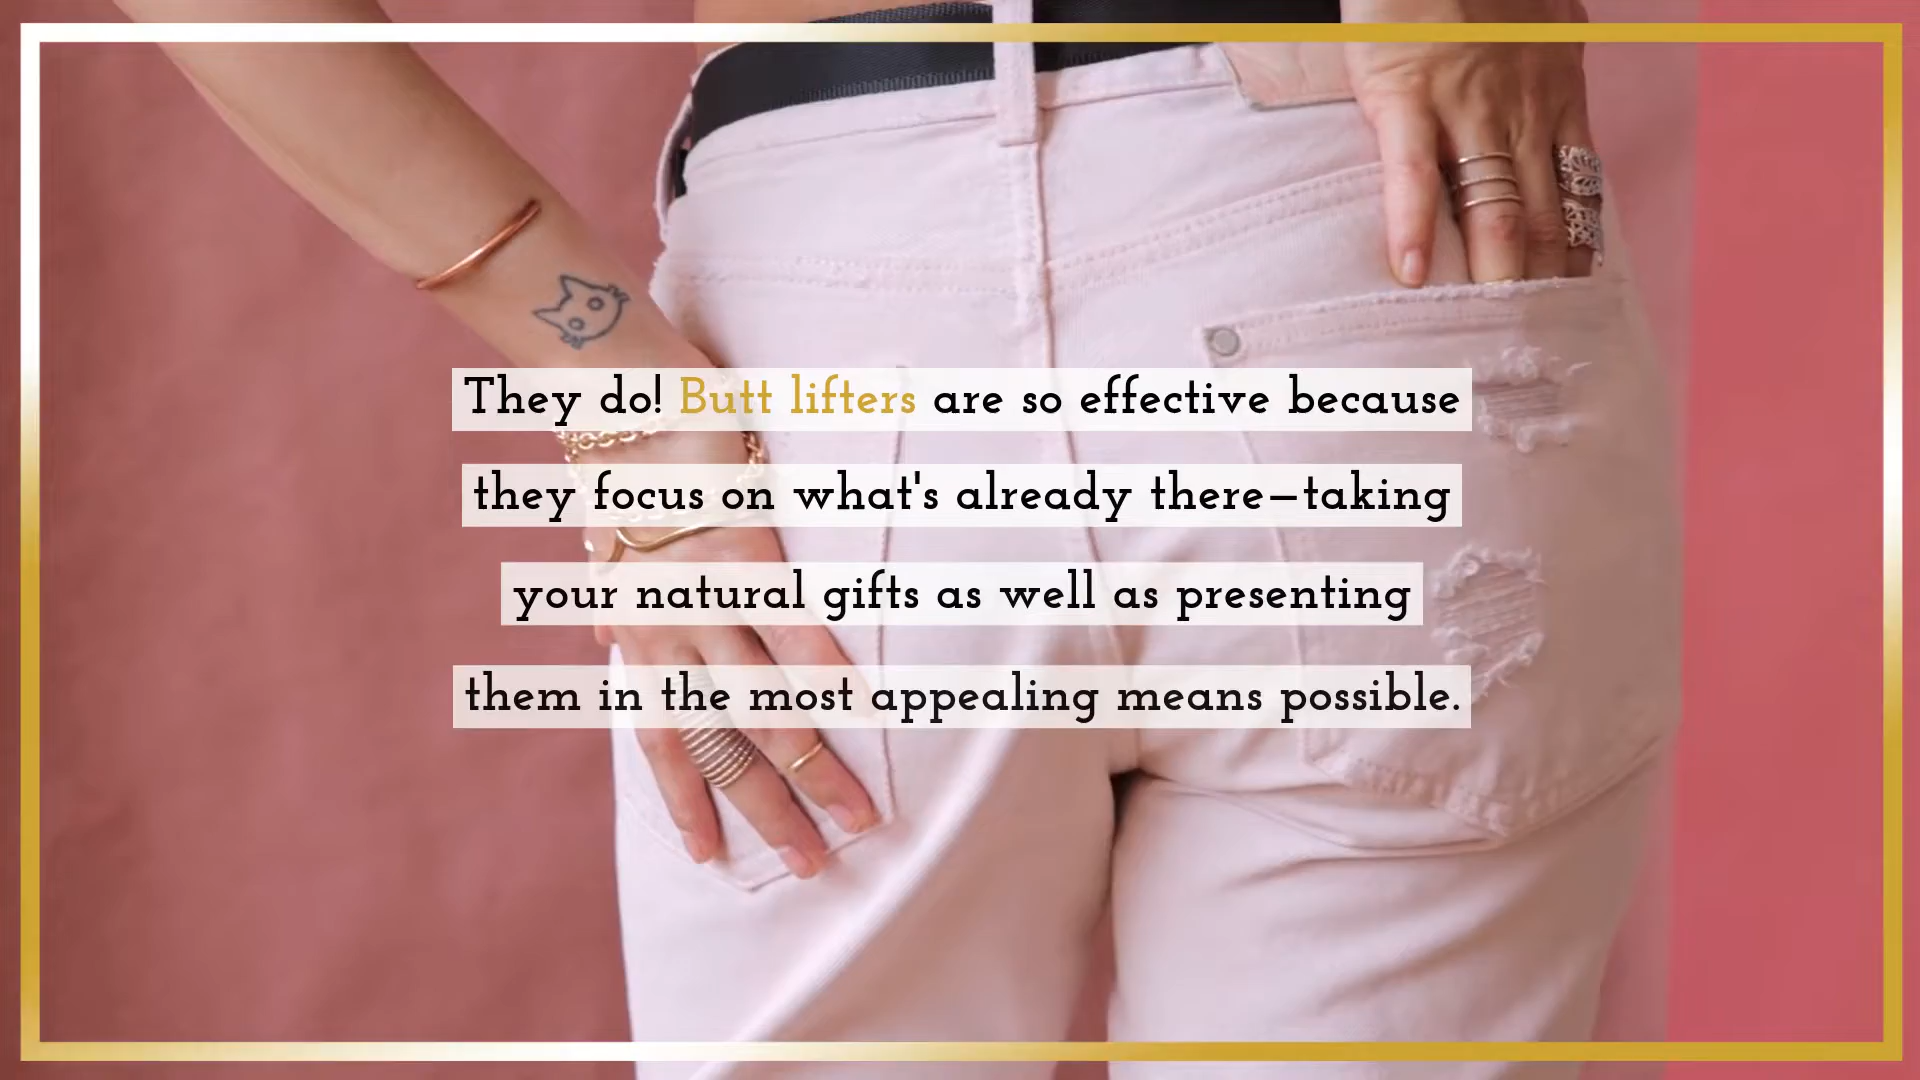 They do! Butt lifters are so effective because
they focus on what's already there—taking
your natural gifts as well as presenting
them in the most appealing means possible.